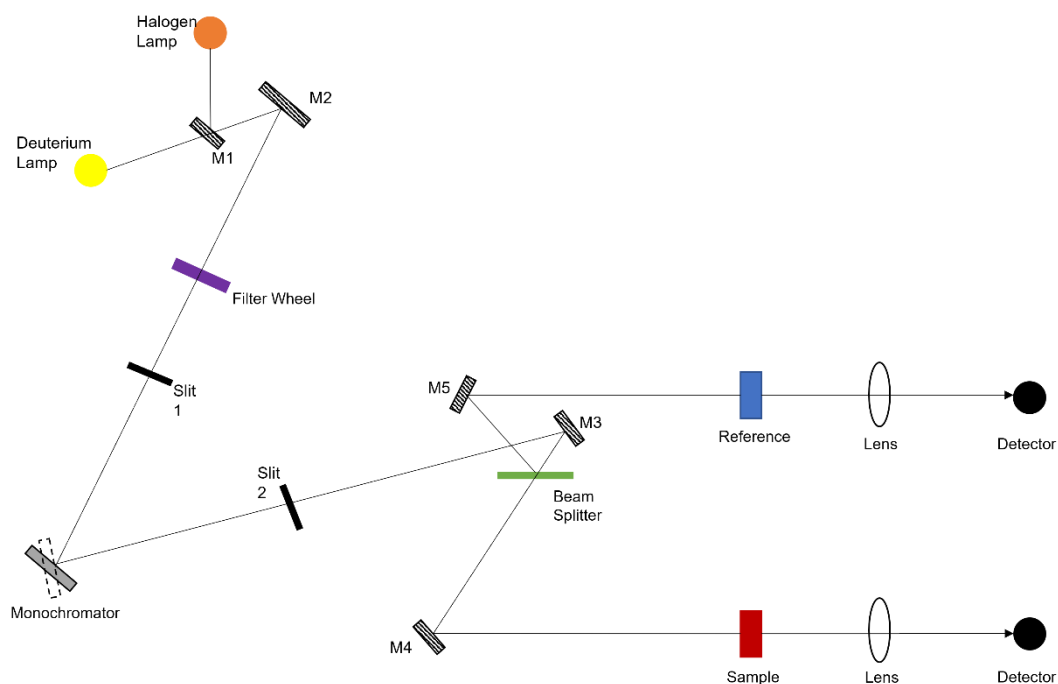 Halogen
Lamp
M2
M1
Deuterium
Lamp
Filter Wheel
Slit
1
M5
M3
Reference
Lens
Detector
Slit
2
Beam
Splitter
Monochromator
M4
Sample
Lens
Detector